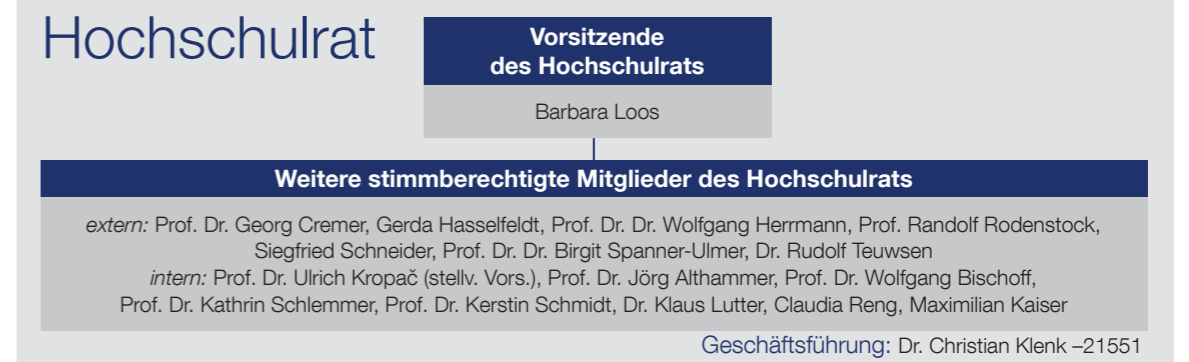 Hochschulrat
Vorsitzende
des Hochschulrats
Barbara Loos
Weitere stimmberechtigte Mitglieder des Hochschulrats
extern: Prof. Dr. Georg Cremer, Gerda Hasselfeldt, Prof. Dr. Dr. Wolfgang Herrmann, Prof. Randolf Rodenstock,
Siegfried Schneider, Prof. Dr. Dr. Birgit Spanner-Ulmer, Dr. Rudolf Teuwsen
intern: Prof. Dr. Ulrich Kropač (stellv. Vors.), Prof. Dr. Jörg Althammer, Prof. Dr. Wolfgang Bischoff,
Prof. Dr. Kathrin Schlemmer, Prof. Dr. Kerstin Schmidt, Dr. Klaus Lutter, Claudia Reng, Maximilian Kaiser
Geschäftsführung: Dr. Christian Klenk –21551